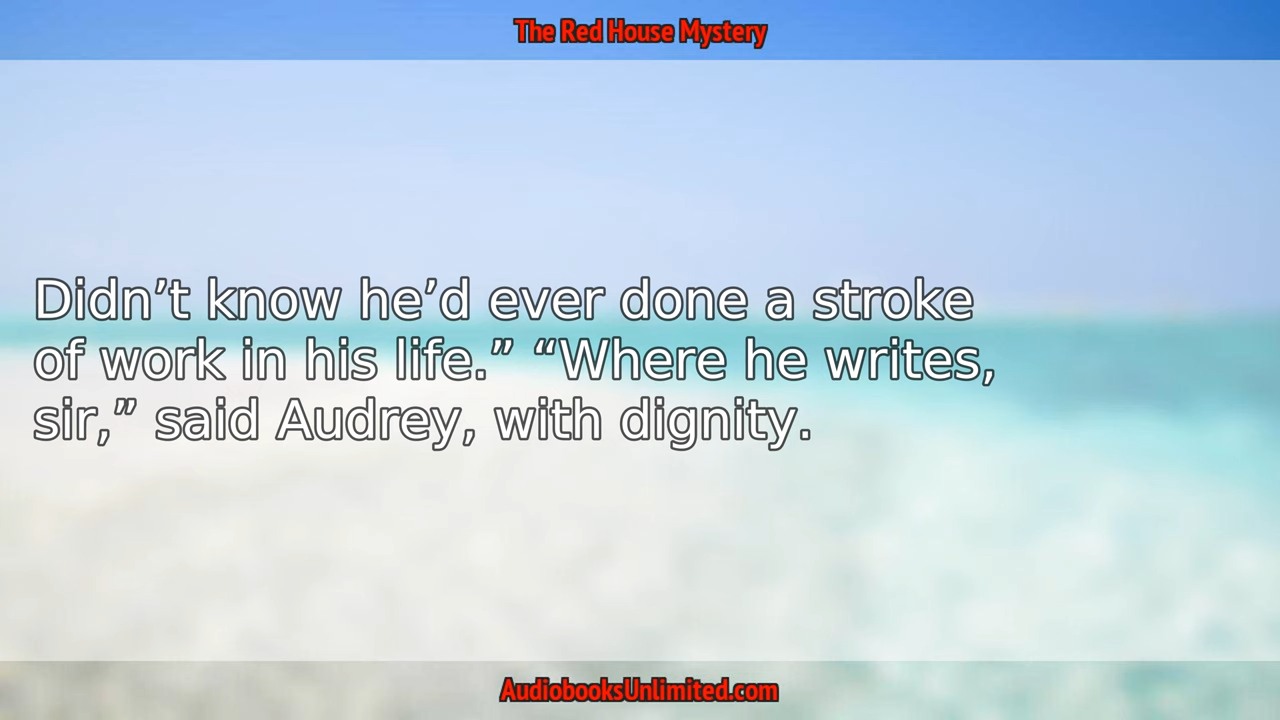 The Red House Mystery
Didn’t know he’d ever done a stroke
of work in his life.” “Where he writes,
sir,” said Audrey, with dignity.
AudiobooksUnlimited.com